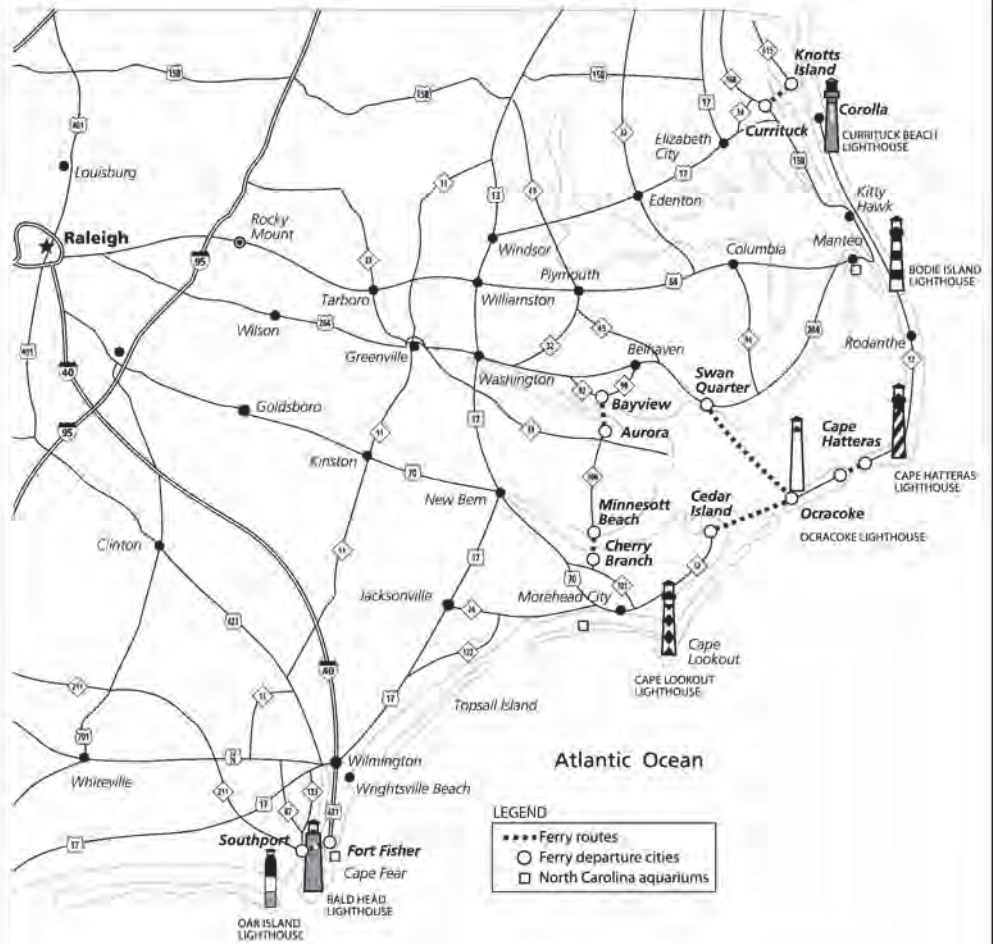 Knotts
Island
615
168
158
158
158
17
34
32
Currituck
Corolla
CURRITUCK BEACH
LIGHTHOUSE
401
Louisburg
Elizabeth
City
17
158
11
13
Kitty
Hawk
Edenton
Raleigh
Rocky
Mount
95
Windsor
Columbia
Manteo
BODIE ISLAND
LIGHTHOUSE
Plymouth
64
Tarboro
Williamston
Wilson
264
45
32
94
264
Rodanthe
401
40
Greenville
Belhaven
12
Washington
92
99
Swan
Quarter
Bayview
Goldsboro
95
17
Aurora
Cape
Hatteras
11
33
CAPE HATTERAS
LIGHTHOUSE
Kinston
70
306
New Bern
Minnesott
Beach
Cedar
Island
Ocracoke
OCRACOKE LIGHTHOUSE
Clinton
Cherry
Branch
17
70
101
12
Jacksonville
24
Morehead City
421
172
Cape
Lookout
CAPE LOOKOUT
LIGHTHOUSE
40
211
17
Topsail Island
701
Wilmington
Atlantic Ocean
Whiteville
Wrightsville Beach
211
17
87
133
421
LEGEND
Ferry routes
Ferry departure cities
North Carolina aquariums
17
Southport
Fort Fisher
Cape Fear
BALD HEAD
LIGHTHOUSE
OAK ISLAND
LIGHTHOUSE